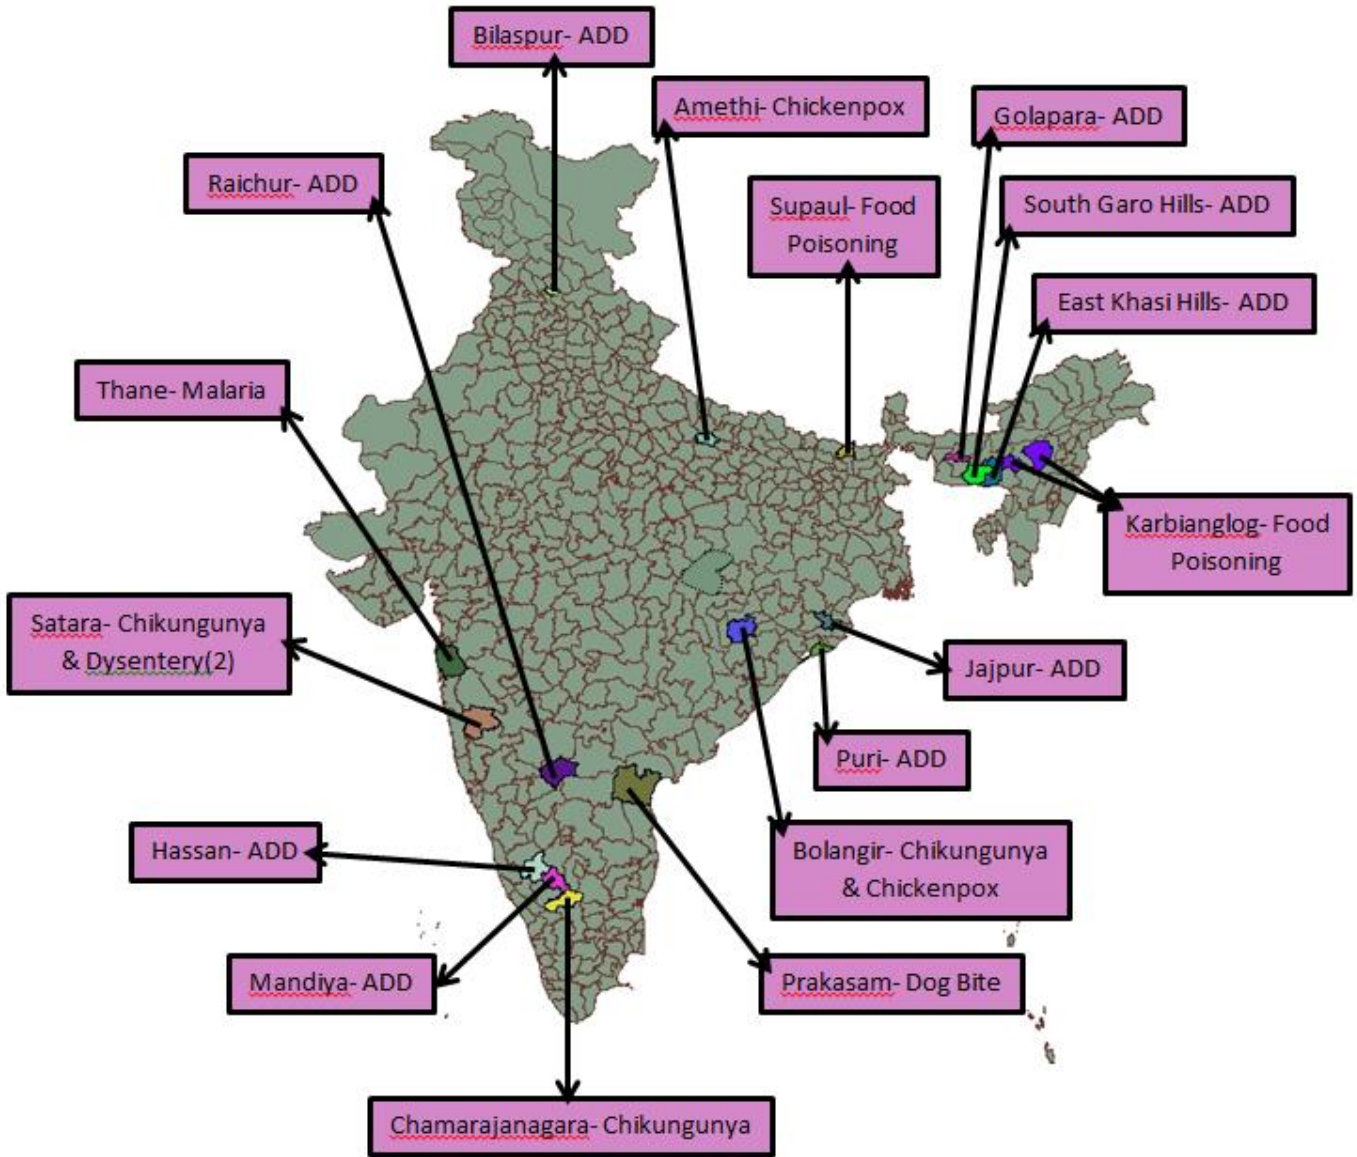 Bilaspur- ADD
Amethi- Chickenpox
Golapara- ADD
Raichur- ADD
Supaul- Food
Poisoning
South Garo Hills- ADD
East Khasi Hills- ADD
Thane- Malaria
Karbianglog- Food
Poisoning
Satara- Chikungunya
& Dysentery(2)
Jajpur- ADD
Puri- ADD
Hassan- ADD
Bolangir- Chikungunya
& Chickenpox
Mandiya- ADD
Prakasam- Dog Bite
Chamarajanagara- Chikungunya